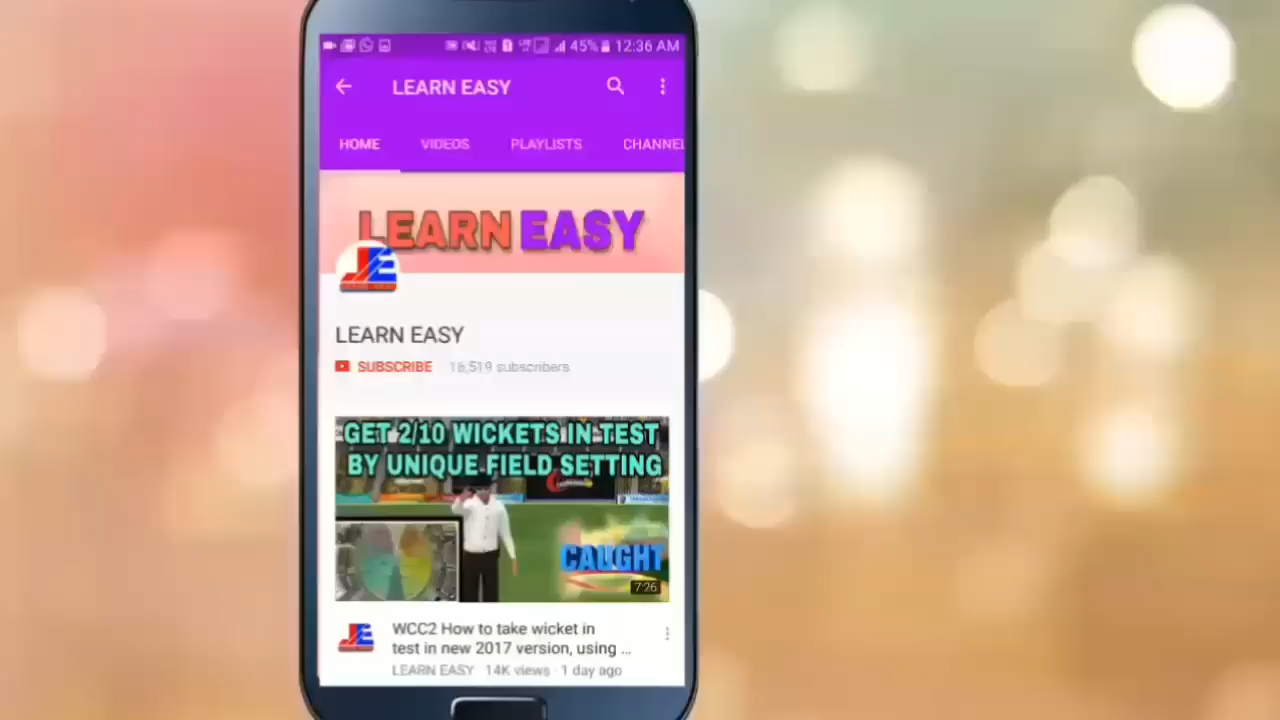 45% 12:36 AM
LEARN EASY
HOME VIDEOS PLAYLISTS CHANNEL
LEARN EASY
LEARN EASY
SUBSCRIBE 16,519 subscribers
GET 2/10 WICKETS IN TEST
BY UNIQUE FIELD SETTING
CAUGHT
7:26
WCC2 How to take wicket in
test in new 2017 version, using ...
LEARN EASY 14K views · 1 day ago